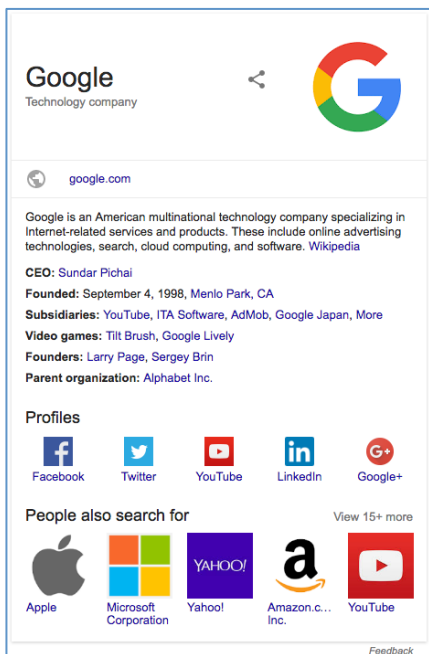 Google
Technology company
google.com
Google is an American multinational technology company specializing in
Internet-related services and products. These include online advertising
technologies, search, cloud computing, and software. Wikipedia
CEO: Sundar Pichai
Founded: September 4, 1998, Menlo Park, CA
Subsidiaries: YouTube, ITA Software, AdMob, Google Japan, More
Video games: Tilt Brush, Google Lively
Founders: Larry Page, Sergey Brin
Parent organization: Alphabet Inc.
Profiles
f in G+
Facebook Twitter YouTube LinkedIn Google+
People also search for View 15+ more
YAHOO! a
Apple Microsoft Yahoo! Amazon.c... YouTube
Corporation Inc.
Feedback